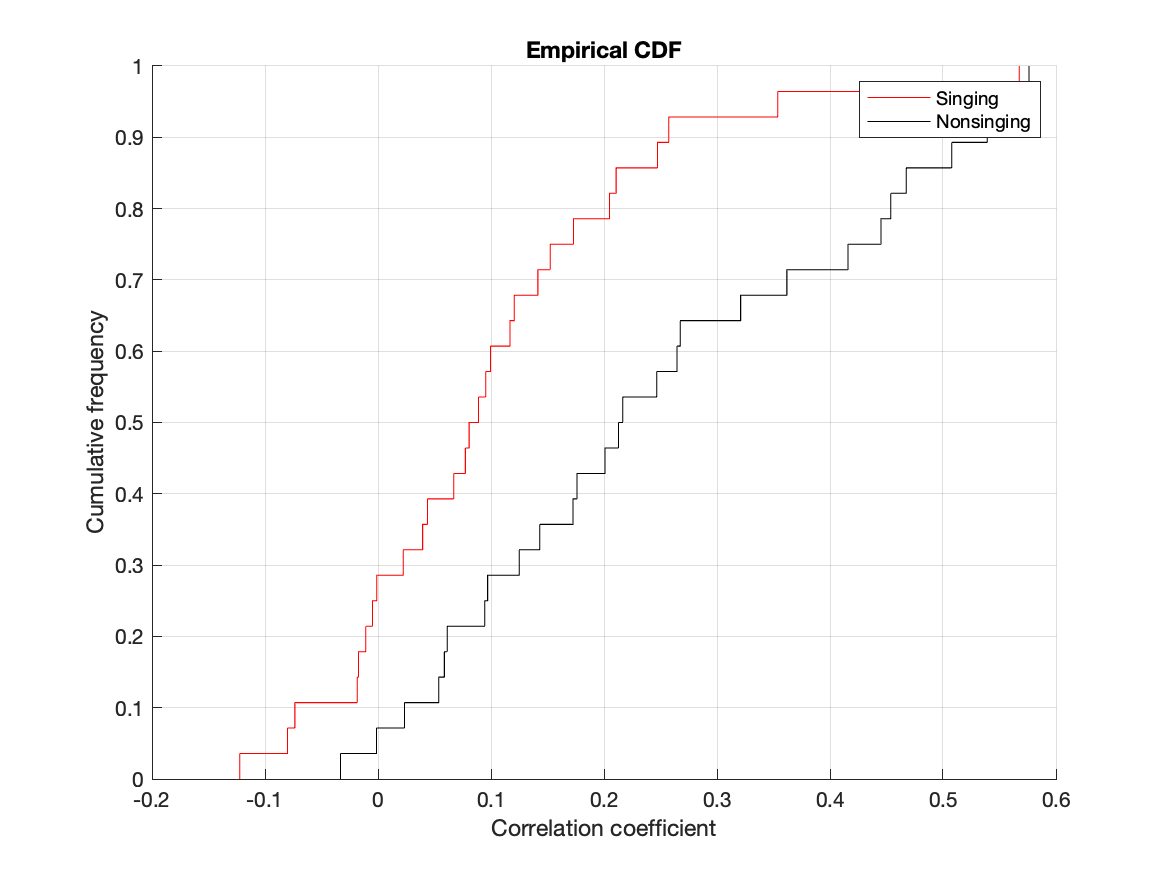 Empirical CDF
Singing
Nonsinging
1
0.9
0.8
0.7
0.6
0.5
0.4
0.3
0.2
0.1
0
Cumulative frequency
-0.2 -0.1 0 0.1 0.2 0.3 0.4 0.5 0.6
Correlation coefficient